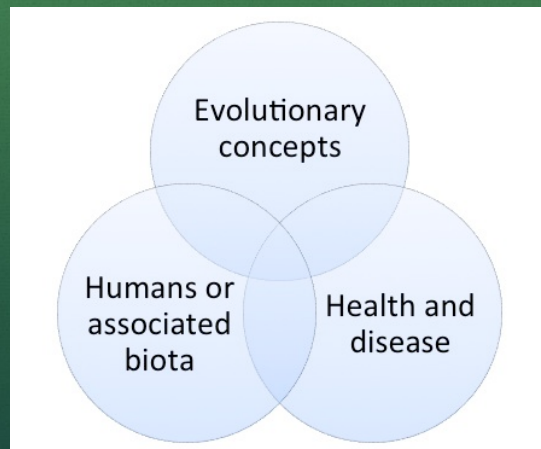 Evolutionary
concepts
Humans or
associated
biota
Health and
disease